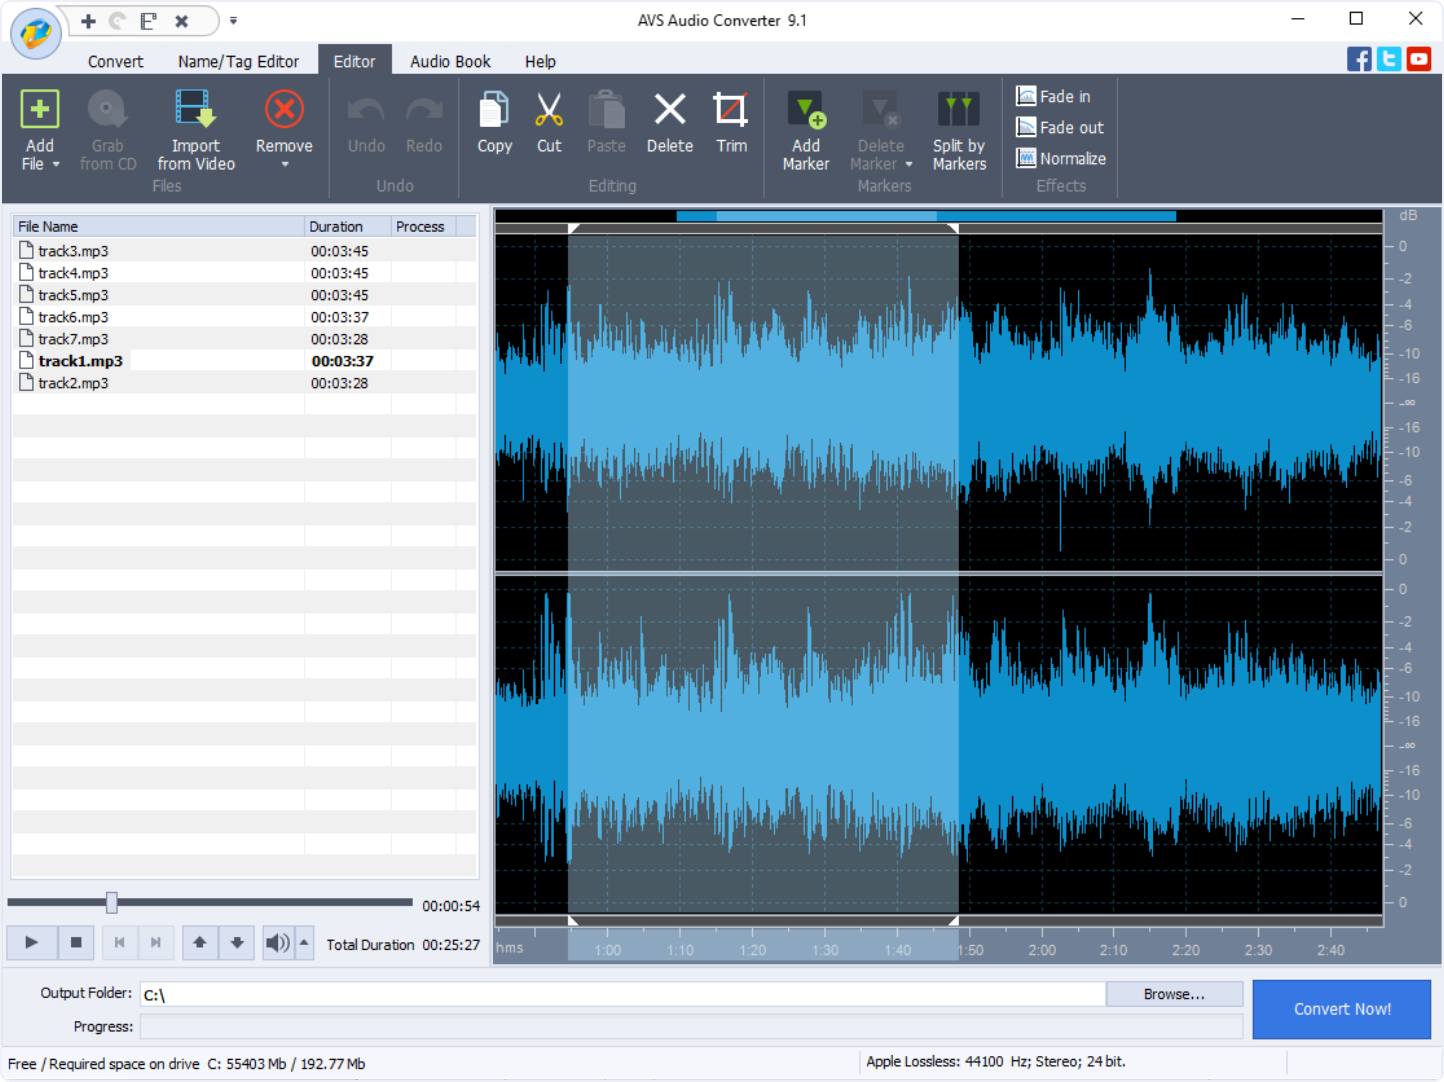 AVS Audio Converter 9.1
Convert Name/Tag Editor Editor Audio Book Help
Add File
Grab from CD
Import from Video
Remove
Files
Undo
Redo
Undo
Copy
Cut
Paste
Delete
Trim
Editing
Add Marker
Delete Marker
Split by Markers
Markers
Fade in
Fade out
Normalize
Effects
File Name Duration Process
track3.mp3 00:03:45
track4.mp3 00:03:45
track5.mp3 00:03:45
track6.mp3 00:03:37
track7.mp3 00:03:28
track1.mp3 00:03:37
track2.mp3 00:03:28
dB
0
-2
-4
-6
-10
-16
-∞
-16
-10
-6
-4
-2
0
0
-2
-4
-6
-10
-16
-∞
-16
-10
-6
-4
-2
0
hms 1:00 1:10 1:20 1:30 1:40 1:50 2:00 2:10 2:20 2:30 2:40
00:00:54
Total Duration 00:25:27
Output Folder: C:\ Browse...
Convert Now!
Progress:
Free / Required space on drive C: 55403 Mb / 192.77 Mb
Apple Lossless: 44100 Hz; Stereo; 24 bit.